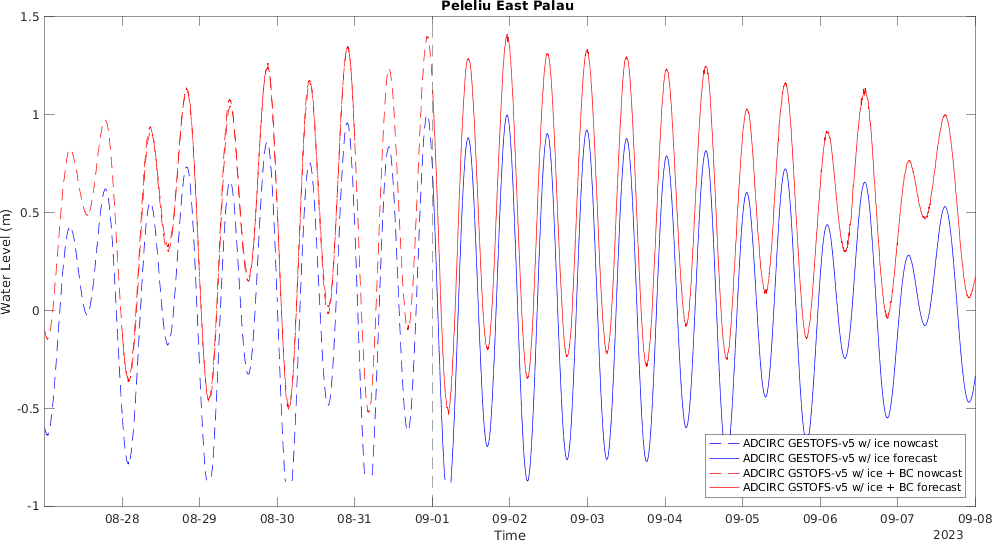 Peleliu East Palau
1.5
1
0.5
0
-0.5
-1
Water Level (m)
ADCIRC GESTOFS-v5 w/ ice nowcast
ADCIRC GESTOFS-v5 w/ ice forecast
ADCIRC GSTOFS-v5 w/ ice + BC nowcast
ADCIRC GSTOFS-v5 w/ ice + BC forecast
08-28 08-29 08-30 08-31 09-01 09-02 09-03 09-04 09-05 09-06 09-07 09-08
Time
2023